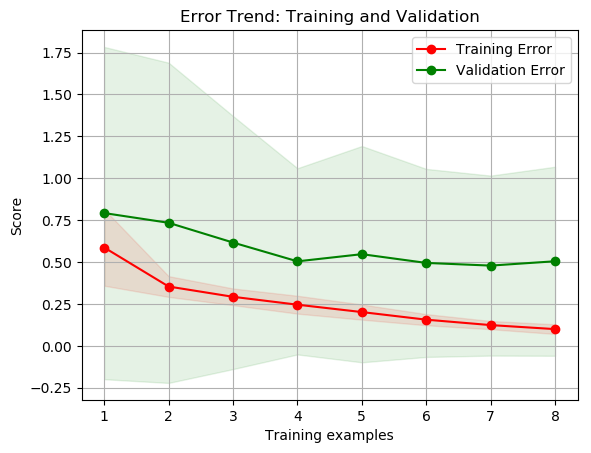 Error Trend: Training and Validation
Training Error
Validation Error
1.75
1.50
1.25
1.00
0.75
0.50
0.25
0.00
−0.25
Score
1 2 3 4 5 6 7 8
Training examples